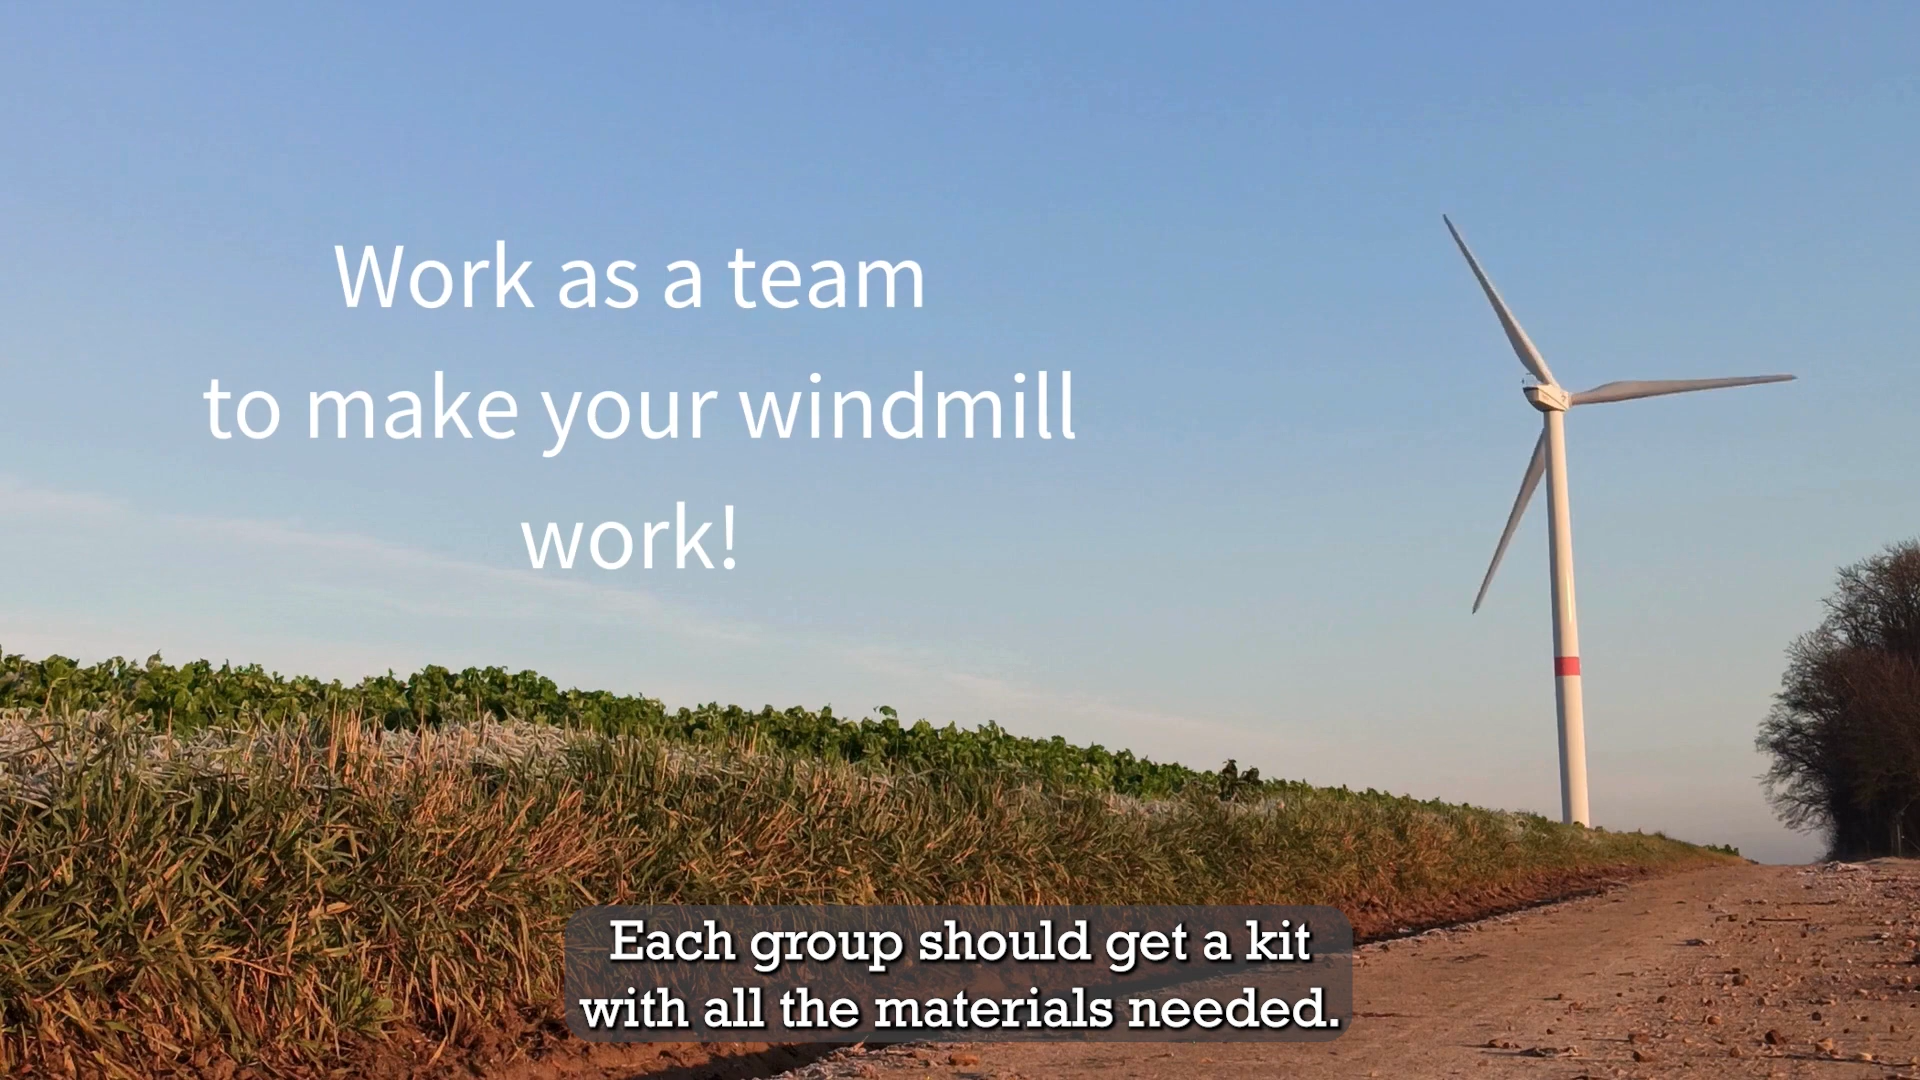 Work as a team
to make your windmill
work!
Each group should get a kit
with all the materials needed.